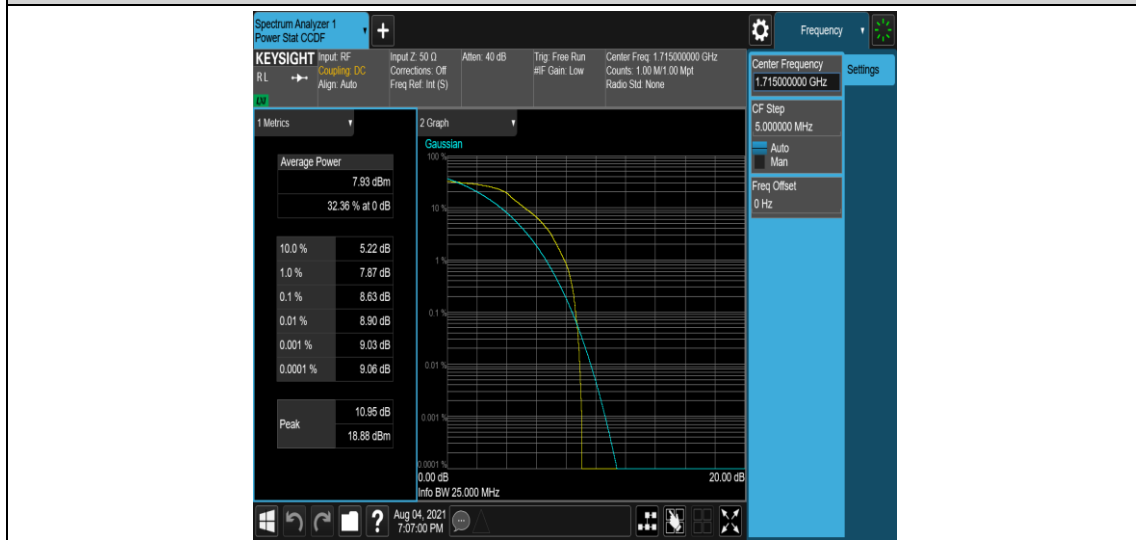 Spectrum Analyzer 1
Power Stat CCDF
+
Frequency
KEYSIGHT
Input: RF
Coupling: DC
Align: Auto
Input Z: 50 Ω
Corrections: Off
Freq Ref: Int (S)
Atten: 40 dB
Trig: Free Run
#IF Gain: Low
Center Freq: 1.715000000 GHz
Counts: 1.00 M/1.00 Mpt
Radio Std: None
RL
LXI
Center Frequency
1.715000000 GHz
Settings
CF Step
5.000000 MHz
Auto
Man
Freq Offset
0 Hz
1 Metrics
Average Power
7.93 dBm
32.36 % at 0 dB
10.0 % 5.22 dB
1.0 % 7.87 dB
0.1 % 8.63 dB
0.01 % 8.90 dB
0.001 % 9.03 dB
0.0001 % 9.06 dB
Peak
10.95 dB
18.88 dBm
2 Graph
Gaussian
100 %
10 %
1 %
0.1 %
0.01 %
0.001 %
0.0001 %
0.00 dB 20.00 dB
Info BW 25.000 MHz
?
Aug 04, 2021
7:07:00 PM